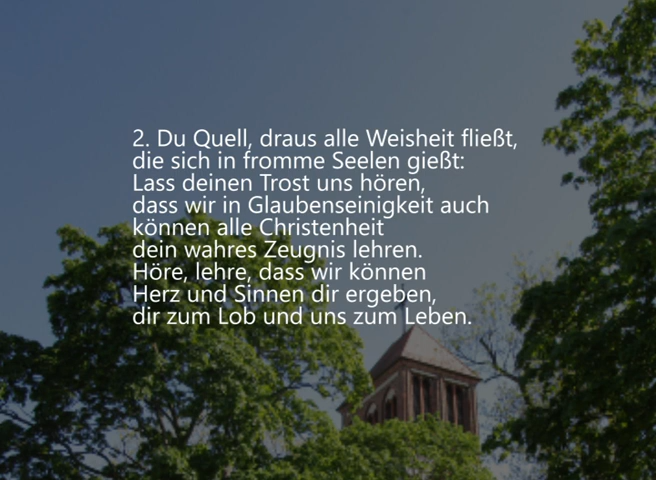 2. Du Quell, draus alle Weisheit fließt,
die sich in fromme Seelen gießt:
Lass deinen Trost uns hören,
dass wir in Glaubenseinigkeit auch
können alle Christenheit
dein wahres Zeugnis lehren.
Höre, lehre, dass wir können
Herz und Sinnen dir ergeben,
dir zum Lob und uns zum Leben.